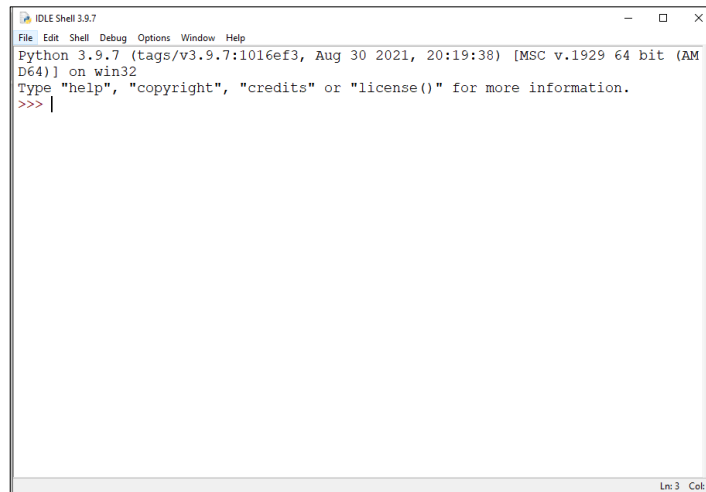 IDLE Shell 3.9.7
File Edit Shell Debug Options Window Help
Python 3.9.7 (tags/v3.9.7:1016ef3, Aug 30 2021, 20:19:38) [MSC v.1929 64 bit (AM
D64)] on win32
Type "help", "copyright", "credits" or "license()" for more information.
>>>
Ln: 3 Col: